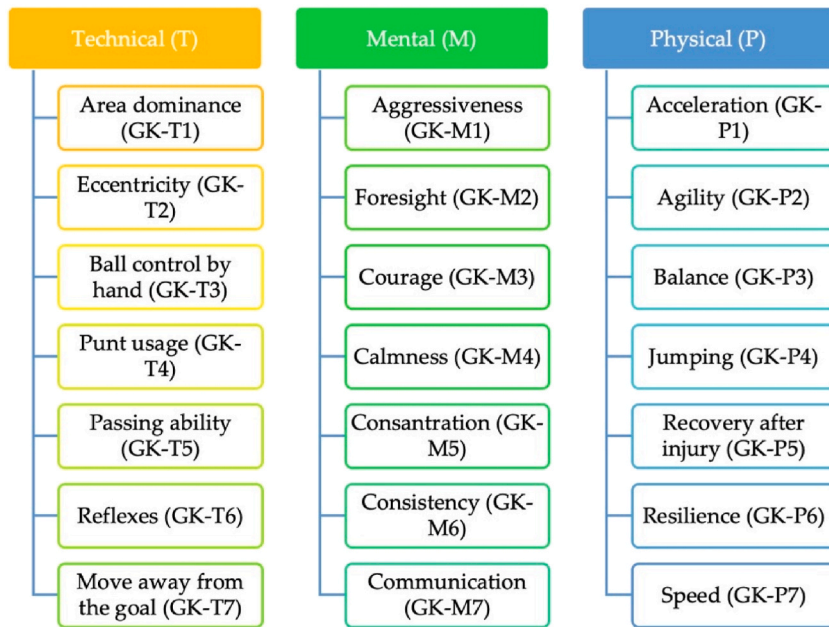 Technical (T)
Area dominance
(GK-T1)
Eccentricity (GK-
T2)
Ball control by
hand (GK-T3)
Punt usage (GK-
T4)
Passing ability
(GK-T5)
Reflexes (GK-T6)
Move away from
the goal (GK-T7)
Mental (M)
Aggressiveness
(GK-M1)
Foresight (GK-M2)
Courage (GK-M3)
Calmness (GK-M4)
Consantration (GK-
M5)
Consistency (GK-
M6)
Communication
(GK-M7)
Physical (P)
Acceleration (GK-
P1)
Agility (GK-P2)
Balance (GK-P3)
Jumping (GK-P4)
Recovery after
injury (GK-P5)
Resilience (GK-P6)
Speed (GK-P7)